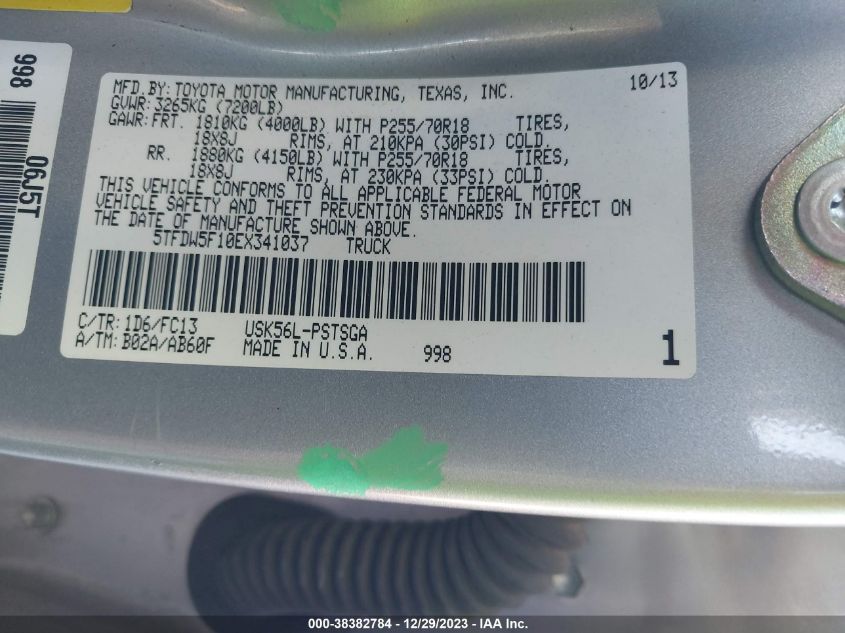 998
06J5T
MFD.BY: TOYOTA MOTOR MANUFACTURING, TEXAS, INC. 10/13
GVWR: 3265KG (7200LB)
GAWR: FRT. 1810KG (4000LB) WITH P255/70R18 TIRES,
18X8J RIMS, AT 210KPA (30PSI) COLD.
RR. 1880KG (4150LB) WITH P255/70R18 TIRES,
18X8J RIMS, AT 230KPA (33PSI) COLD.
THIS VEHICLE CONFORMS TO ALL APPLICABLE FEDERAL MOTOR
VEHICLE SAFETY AND THEFT PREVENTION STANDARDS IN EFFECT ON
THE DATE OF MANUFACTURE SHOWN ABOVE.
5TFDW5F10EX341037 TRUCK
C/TR: 1D6/FC13 USK56L-PSTSGA
A/TM: B02A/AB60F MADE IN U.S.A. 998 1
000-38382784 - 12/29/2023 - IAAI Inc.